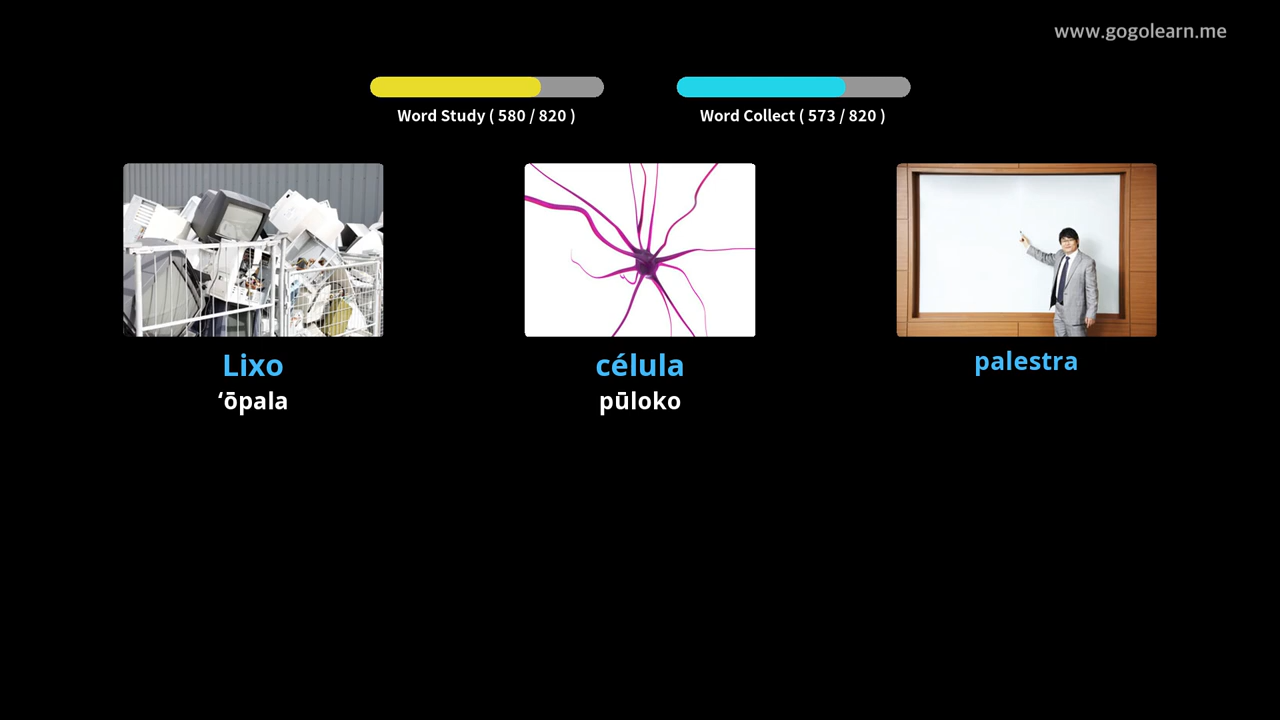 www.gogolearn.me
Word Study ( 580 / 820 )
Word Collect ( 573 / 820 )
Lixo
ʻōpala
célula
pūloko
palestra